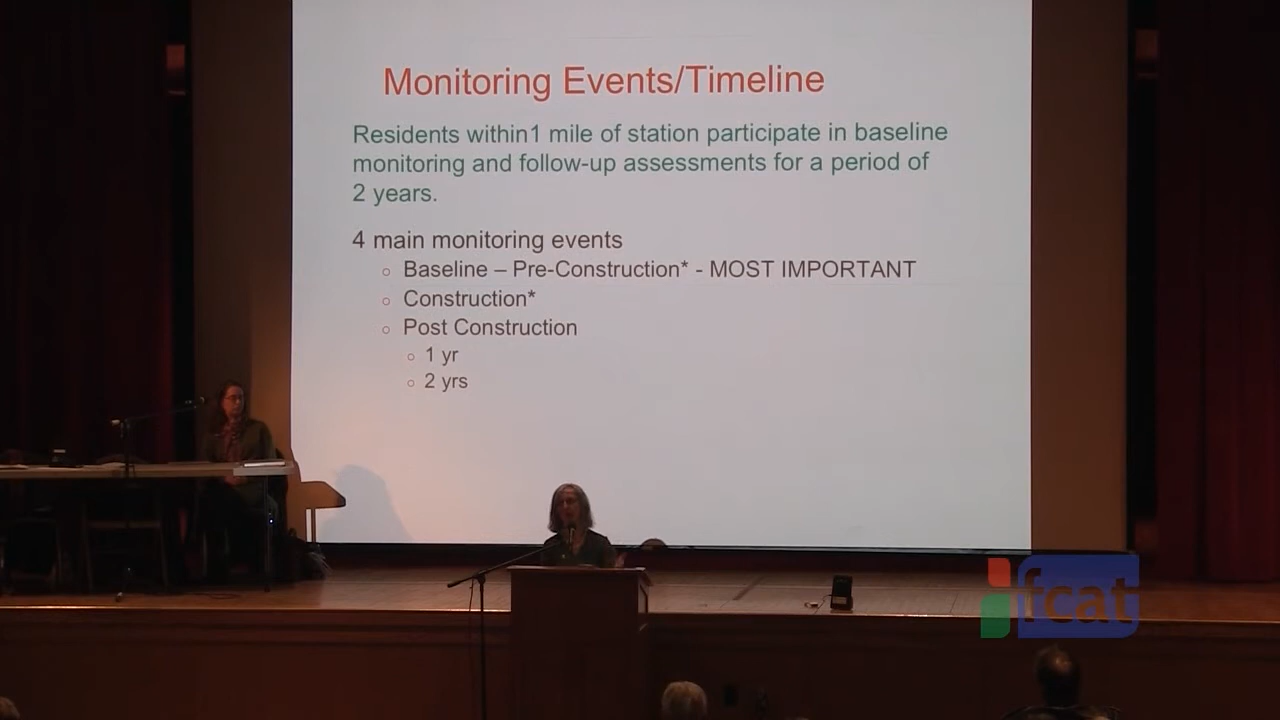 Monitoring Events/Timeline
Residents within1 mile of station participate in baseline
monitoring and follow-up assessments for a period of
2 years.
4 main monitoring events
○ Baseline – Pre-Construction* - MOST IMPORTANT
○ Construction*
○ Post Construction
○ 1 yr
○ 2 yrs
fcat